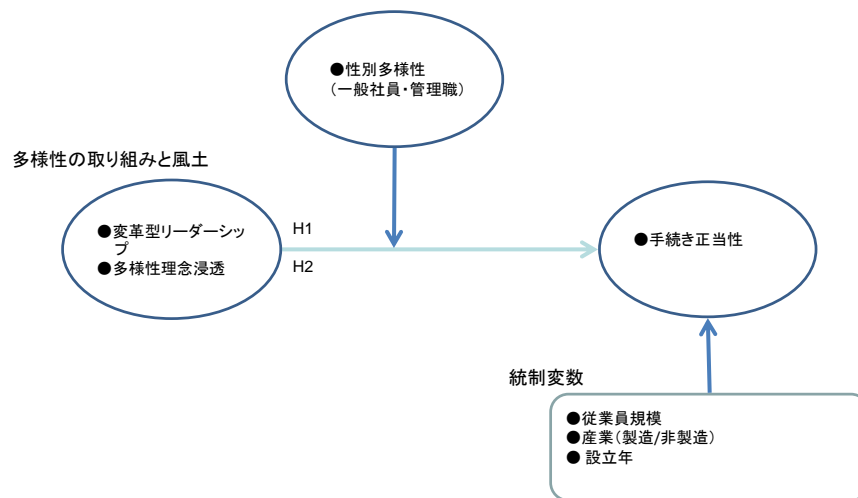 ●性別多様性
(一般社員・管理職)
多様性の取り組みと風土
●変革型リーダーシッ
プ
●多様性理念浸透
H1
H2
●手続き正当性
統制変数
●従業員規模
●産業(製造/非製造)
● 設立年